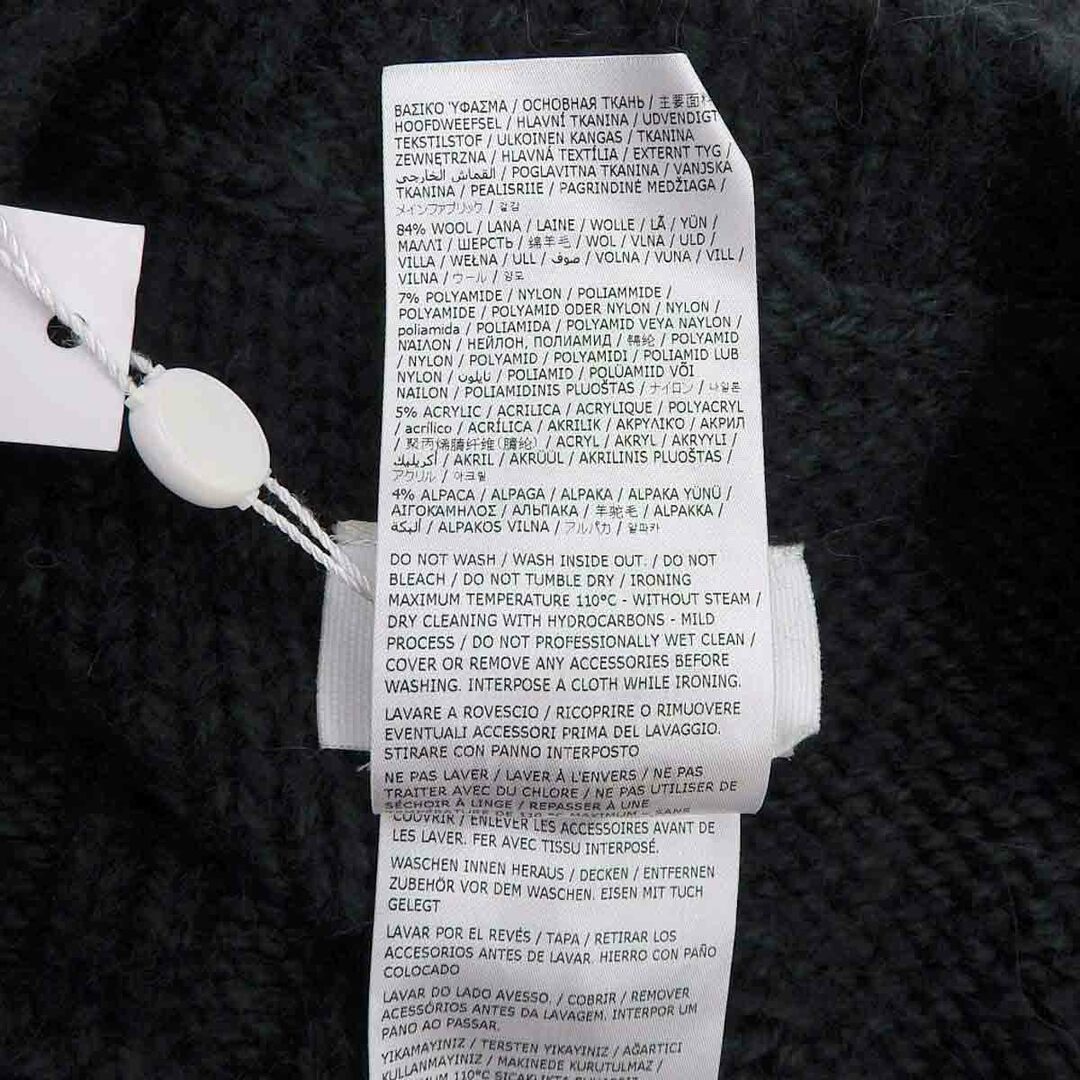 ΒΑΣΙΚΟ ΎΦΑΣΜΑ / ОСНОВНАЯ ТКАНЬ / 主要面料
HOOFDWEEFSEL / HLAVNÍ TKANINA / UDVENDIGT
TEKSTILSTOF / ULKOINEN KANGAS / TKANINA
ZEWNĘTRZNA / HLAVNÁ TEXTÍLIA / EXTERNT TYG /
القماش الخارجي / POGLAVITNA TKANINA / VANJSKA
TKANINA / PEALISRIIE / PAGRINDINĖ MEDŽIAGA /
メインファブリック / 겉감
84% WOOL / LANA / LAINE / WOLLE / LÃ / YÜN /
ΜΑΛΛΙ / ШЕРСТЬ / 绵羊毛 / WOL / VLNA / ULD /
VILLA / WEŁNA / ULL / صوف / VOLNA / VUNA / VILL /
VILNA / ウール / 양모
7% POLYAMIDE / NYLON / POLIAMMIDE /
POLYAMIDE / POLYAMID ODER NYLON / NYLON /
poliamida / POLIAMIDA / POLYAMID VEYA NAYLON /
ΝΑΙΛΟΝ / НЕЙЛОН, ПОЛИАМИД / 锦纶 / POLYAMID
/ NYLON / POLYAMID / POLYAMIDI / POLIAMID LUB
NYLON / نايلون / POLIAMID / POLÜAMIID VÕI
NAILON / POLIAMIDINIS PLUOŠTAS / ナイロン / 나일론
5% ACRYLIC / ACRILICA / ACRYLIQUE / POLYACRYL
/ acrílico / ACRÍLICA / AKRILIK / ΑΚΡΥΛΙΚΟ / АКРИЛ
/ 聚丙烯腈纤维(腈纶) / ACRYL / AKRYL / AKRYYLI /
أكريليك / AKRIL / AKRÜÜL / AKRILINIS PLUOŠTAS /
アクリル / 아크릴
4% ALPACA / ALPAGA / ALPAKA / ALPAKA YÜNÜ /
ΑΙΓΟΚΑΜΗΛΟΣ / АЛЬПАКА / 羊驼毛 / ALPAKKA /
ألبكة / ALPAKOS VILNA / アルパカ / 알파카
DO NOT WASH / WASH INSIDE OUT. / DO NOT
BLEACH / DO NOT TUMBLE DRY / IRONING
MAXIMUM TEMPERATURE 110°C - WITHOUT STEAM /
DRY CLEANING WITH HYDROCARBONS - MILD
PROCESS / DO NOT PROFESSIONALLY WET CLEAN /
COVER OR REMOVE ANY ACCESSORIES BEFORE
WASHING. INTERPOSE A CLOTH WHILE IRONING.
LAVARE A ROVESCIO / RICOPRIRE O RIMUOVERE
EVENTUALI ACCESSORI PRIMA DEL LAVAGGIO.
STIRARE CON PANNO INTERPOSTO
NE PAS LAVER / LAVER À L'ENVERS / NE PAS
TRAITER AVEC DU CHLORE / NE PAS UTILISER DE
SÉCHOIR À LINGE / REPASSER À UNE
COUVRIR / ENLEVER LES ACCESSOIRES AVANT DE
LES LAVER. FER AVEC TISSU INTERPOSÉ.
WASCHEN INNEN HERAUS / DECKEN / ENTFERNEN
ZUBEHÖR VOR DEM WASCHEN. EISEN MIT TUCH
GELEGT
LAVAR POR EL REVÉS / TAPA / RETIRAR LOS
ACCESORIOS ANTES DE LAVAR. HIERRO CON PAÑO
COLOCADO
LAVAR DO LADO AVESSO. / COBRIR / REMOVER
ACESSÓRIOS ANTES DA LAVAGEM. INTERPOR UM
PANO AO PASSAR.
YIKAMAYINIZ / TERSTEN YIKAYINIZ / AĞARTICI
KULLANMAYINIZ / MAKINEDE KURUTULMAZ /
110°C SICAKLIKTA